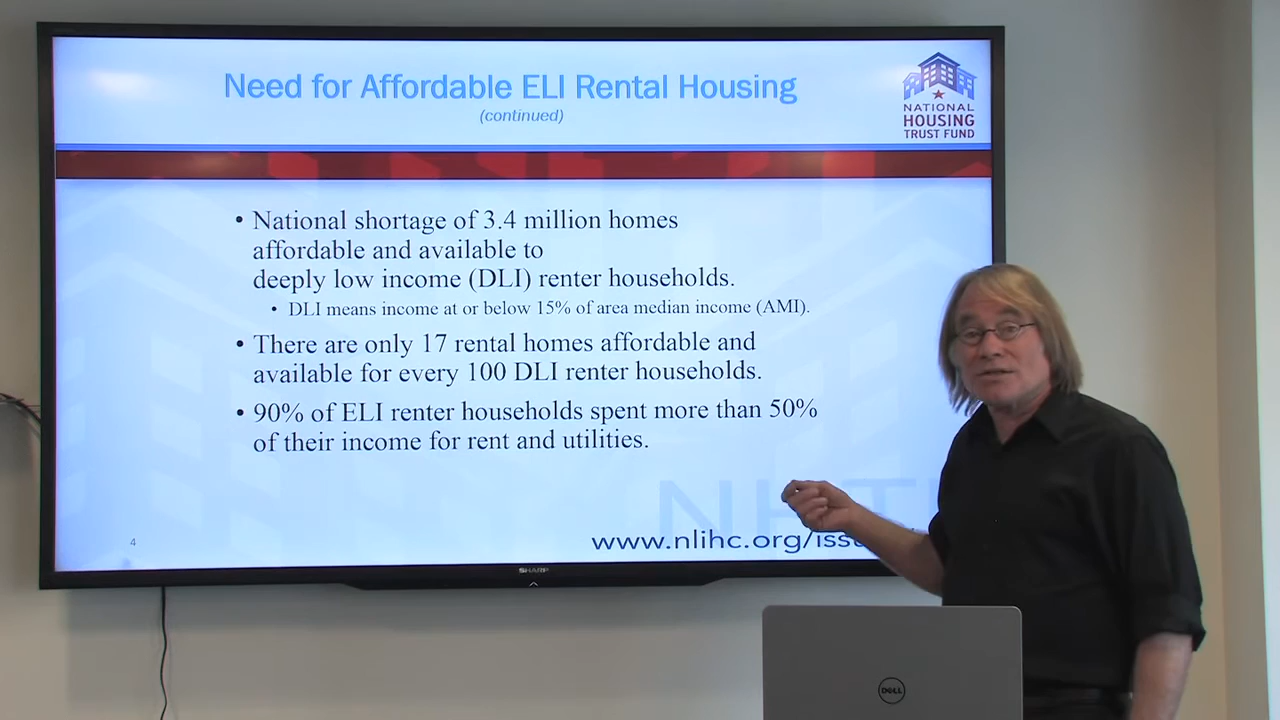 Need for Affordable ELI Rental Housing
(continued)
NATIONAL
HOUSING
TRUST FUND
• National shortage of 3.4 million homes
affordable and available to
deeply low income (DLI) renter households.
• DLI means income at or below 15% of area median income (AMI).
• There are only 17 rental homes affordable and
available for every 100 DLI renter households.
• 90% of ELI renter households spent more than 50%
of their income for rent and utilities.
4
www.nlihc.org/iss
SHARP
DELL